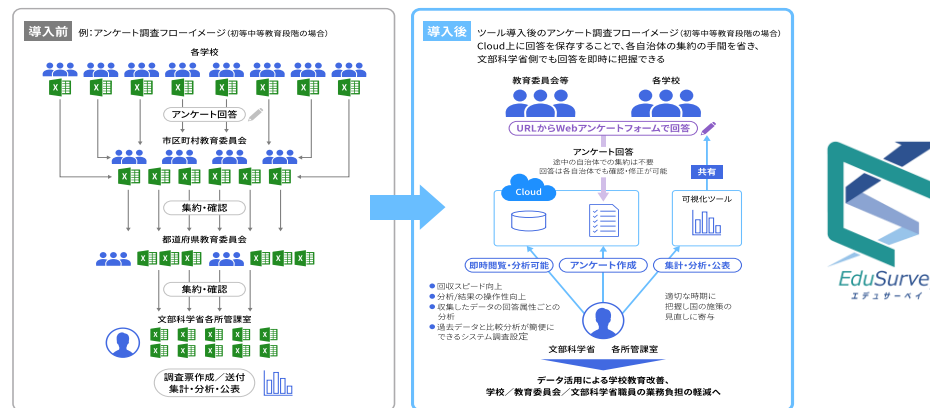 導入前 例：アンケート調査フローイメージ（初等中等教育段階の場合）
各学校
アンケート回答
市区町村教育委員会
集約・確認
都道府県教育委員会
集約・確認
文部科学省各所管課室
調査票作成／送付
集計・分析・公表
導入後 ツール導入後のアンケート調査フローイメージ（初等中等教育段階の場合）
Cloud上に回答を保存することで、各自治体の集約の手間を省き、
文部科学省側でも回答を即時に把握できる
教育委員会等 各学校
URLからWebアンケートフォームで回答
アンケート回答
途中の自治体での集約は不要
回答は各自治体でも確認・修正が可能
共有
Cloud
可視化ツール
即時閲覧・分析可能 アンケート作成 集計・分析・公表
● 回収スピード向上
● 分析/結果の操作性向上
● 収集したデータの回答属性ごとの
分析
● 過去データと比較分析が簡便に
できるシステム調査設定
適切な時期に
把握し国の施策の
見直しに寄与
文部科学省 各所管課室
データ活用による学校教育改善、
学校／教育委員会／文部科学省職員の業務負担の軽減へ
EduSurve
エデュサーベイ